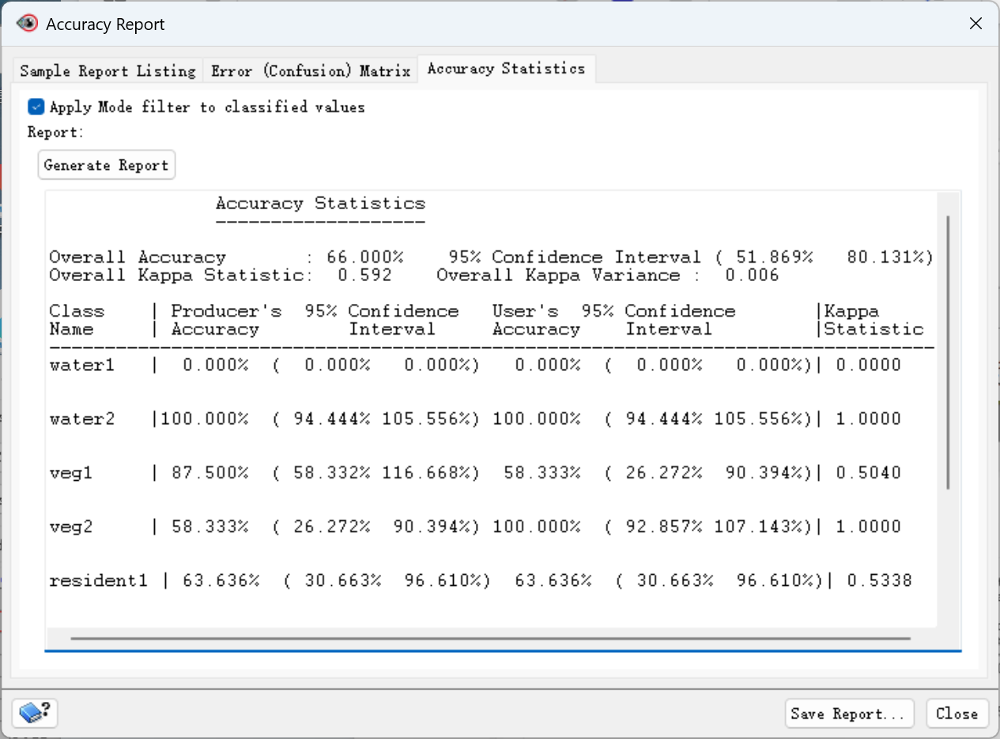 Accuracy Report
Sample Report Listing Error (Confusion) Matrix Accuracy Statistics
Apply Mode filter to classified values
Report:
Generate Report
Accuracy Statistics
-------------------
Overall Accuracy : 66.000% 95% Confidence Interval ( 51.869% 80.131%)
Overall Kappa Statistic: 0.592 Overall Kappa Variance : 0.006
Class | Producer's 95% Confidence User's 95% Confidence |Kappa
Name | Accuracy Interval Accuracy Interval |Statistic
--------------------------------------------------------------------------------
water1 | 0.000% ( 0.000% 0.000%) 0.000% ( 0.000% 0.000%)| 0.0000
water2 |100.000% ( 94.444% 105.556%) 100.000% ( 94.444% 105.556%)| 1.0000
veg1 | 87.500% ( 58.332% 116.668%) 58.333% ( 26.272% 90.394%)| 0.5040
veg2 | 58.333% ( 26.272% 90.394%) 100.000% ( 92.857% 107.143%)| 1.0000
resident1 | 63.636% ( 30.663% 96.610%) 63.636% ( 30.663% 96.610%)| 0.5338
? Save Report... Close